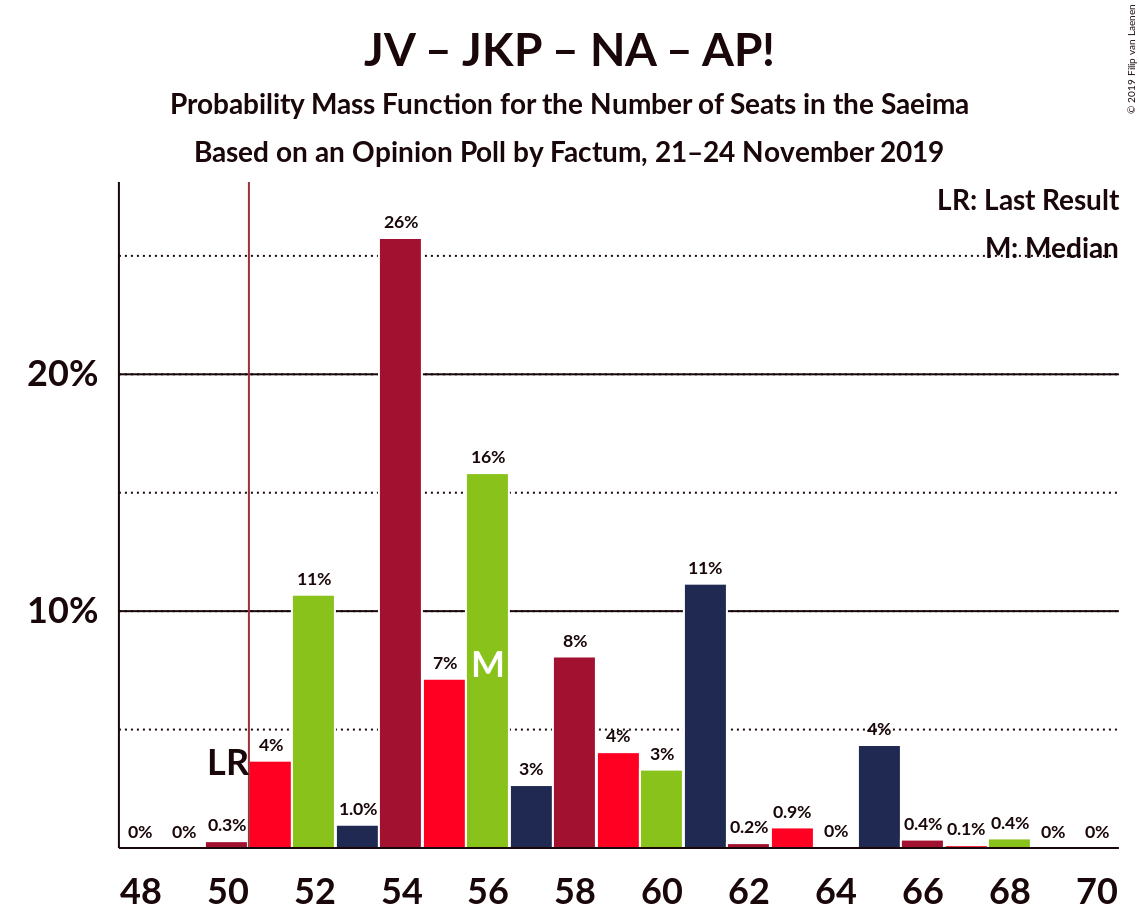 JV – JKP – NA – AP!
Probability Mass Function for the Number of Seats in the Saeima
Based on an Opinion Poll by Factum, 21–24 November 2019
© 2019 Filip van Laenen
LR: Last Result
M: Median
20%
10%
0%
0%
0.3%
4%
11%
1.0%
26%
7%
16%
3%
8%
4%
3%
11%
0.2%
0.9%
0%
4%
0.4%
0.1%
0.4%
0%
0%
LR
M
48 50 52 54 56 58 60 62 64 66 68 70